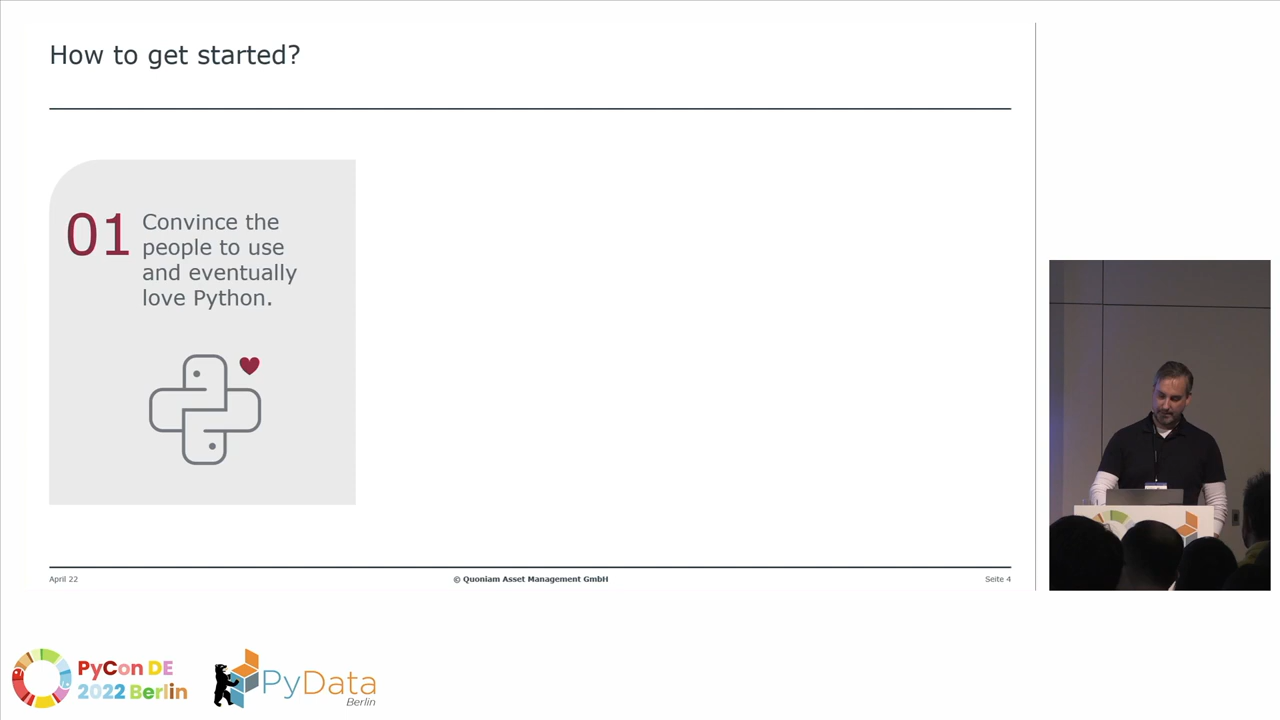 How to get started?
01
Convince the
people to use
and eventually
love Python.
April 22
© Quoniam Asset Management GmbH
Seite 4
PyCon DE
2022 Berlin
PyData
Berlin